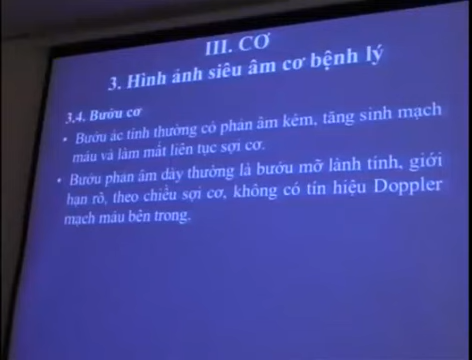 III. CƠ
3. Hình ảnh siêu âm cơ bệnh lý
3.4. Bướu cơ
• Bướu ác tính thường có phản âm kém, tăng sinh mạch
máu và làm mất liên tục sợi cơ.
• Bướu phản âm dày thường là bướu mỡ lành tính, giới
hạn rõ, theo chiều sợi cơ, không có tín hiệu Doppler
mạch máu bên trong.